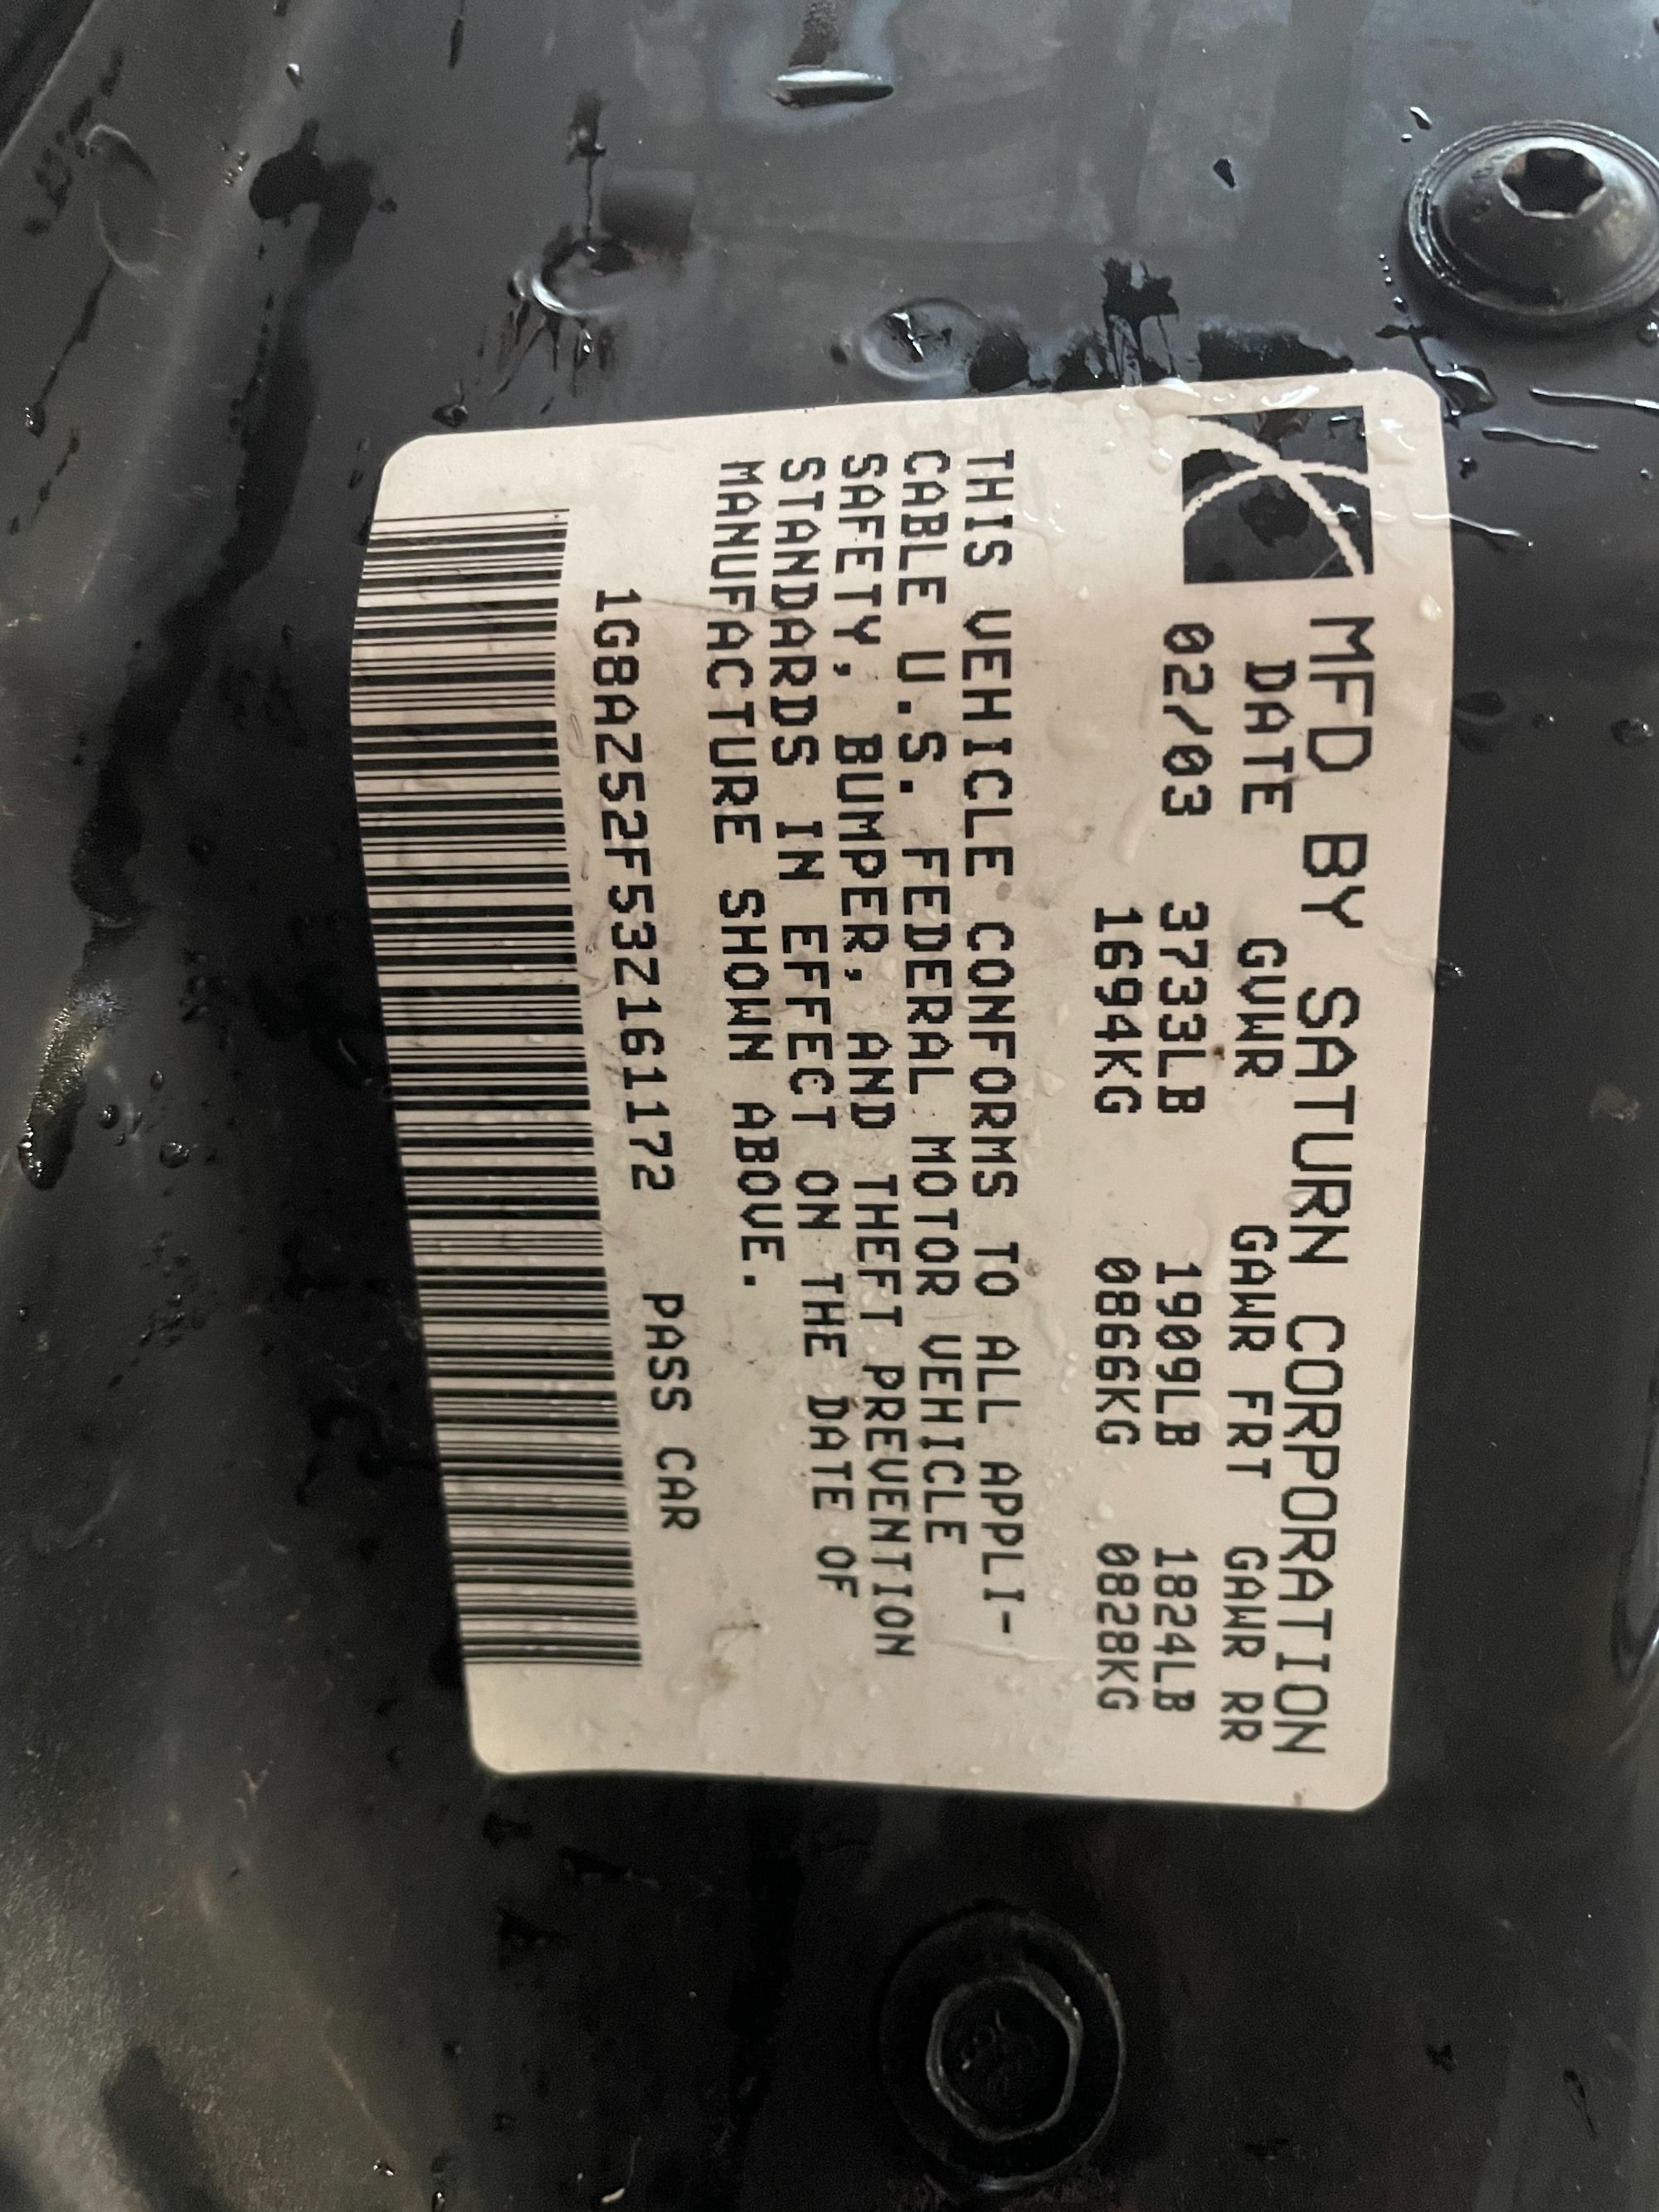 MFD BY SATURN CORPORATION
DATE GVWR GAWR FRT GAWR RR
02/03 3733LB 1909LB 1824LB
1694KG 0866KG 0828KG
THIS VEHICLE CONFORMS TO ALL APPLI-
CABLE U.S. FEDERAL MOTOR VEHICLE
SAFETY, BUMPER, AND THEFT PREVENTION
STANDARDS IN EFFECT ON THE DATE OF
MANUFACTURE SHOWN ABOVE.
1G8AZ52F53Z161172 PASS CAR